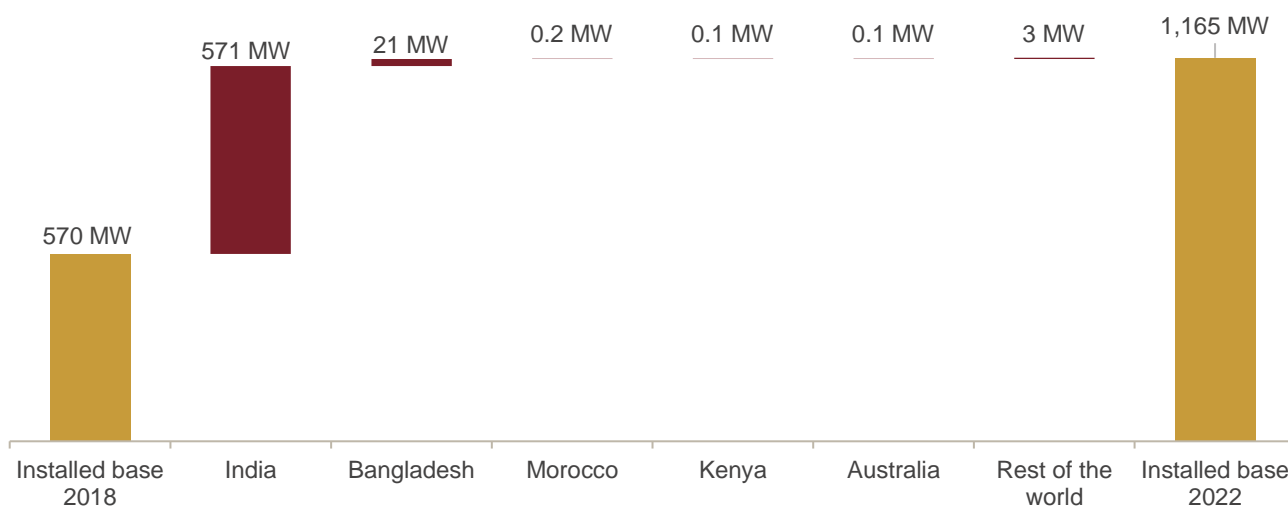 570 MW
571 MW
21 MW
0.2 MW
0.1 MW
0.1 MW
3 MW
1,165 MW
Installed base
2018
India
Bangladesh
Morocco
Kenya
Australia
Rest of the
world
Installed base
2022